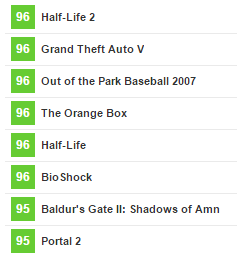 96 Half-Life 2
96 Grand Theft Auto V
96 Out of the Park Baseball 2007
96 The Orange Box
96 Half-Life
96 BioShock
95 Baldur's Gate II: Shadows of Amn
95 Portal 2